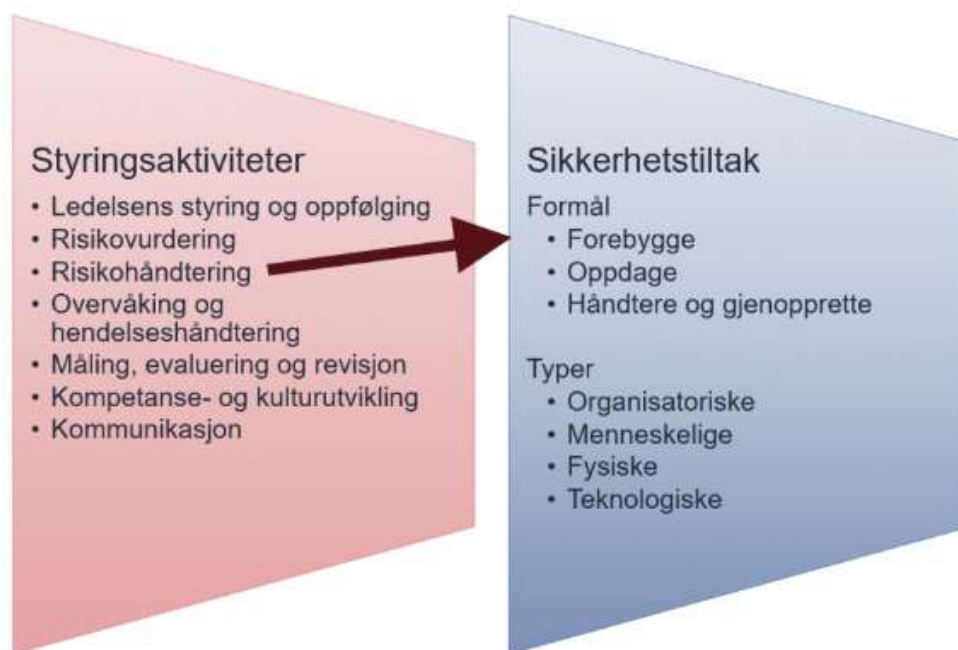 Styringsaktiviteter
• Ledelsens styring og oppfølging
• Risikovurdering
• Risikohåndtering
• Overvåking og
hendelseshåndtering
• Måling, evaluering og revisjon
• Kompetanse- og kulturutvikling
• Kommunikasjon
Sikkerhetstiltak
Formål
• Forebygge
• Oppdage
• Håndtere og gjenopprette
Typer
• Organisatoriske
• Menneskelige
• Fysiske
• Teknologiske